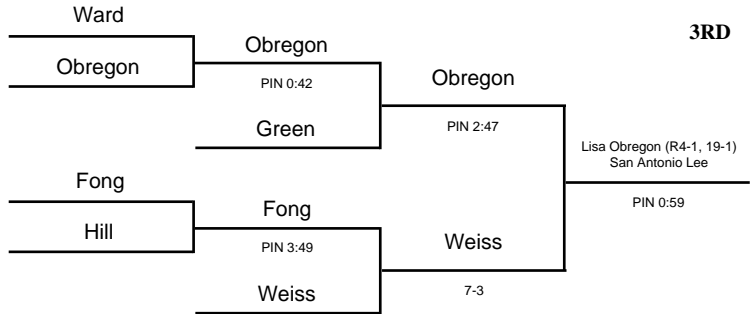 Ward
3RD
Obregon
Obregon
PIN 0:42
Obregon
Green
PIN 2:47
Lisa Obregon (R4-1, 19-1)
San Antonio Lee
PIN 0:59
Fong
Fong
Hill
PIN 3:49
Weiss
Weiss
7-3